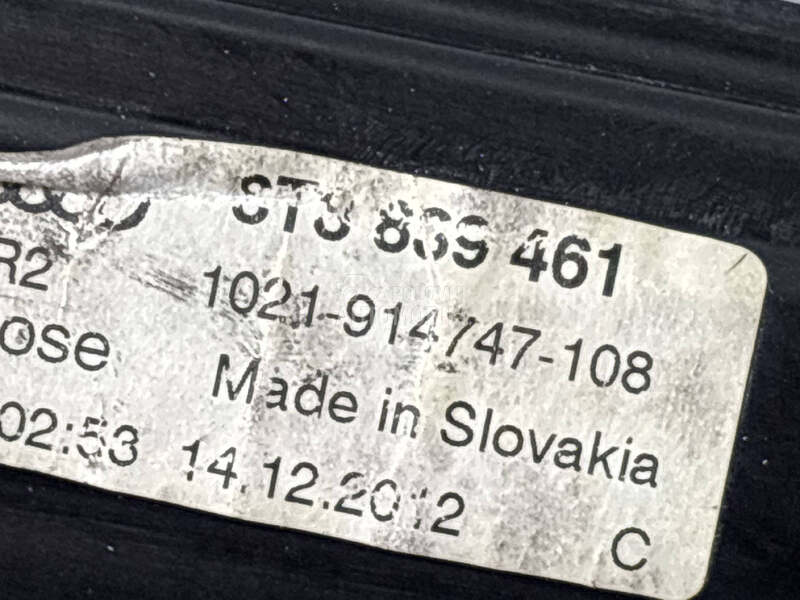 8T8 839 461
R2
1021-914747-108
ose
Made in Slovakia
02:53 14.12.2012
C